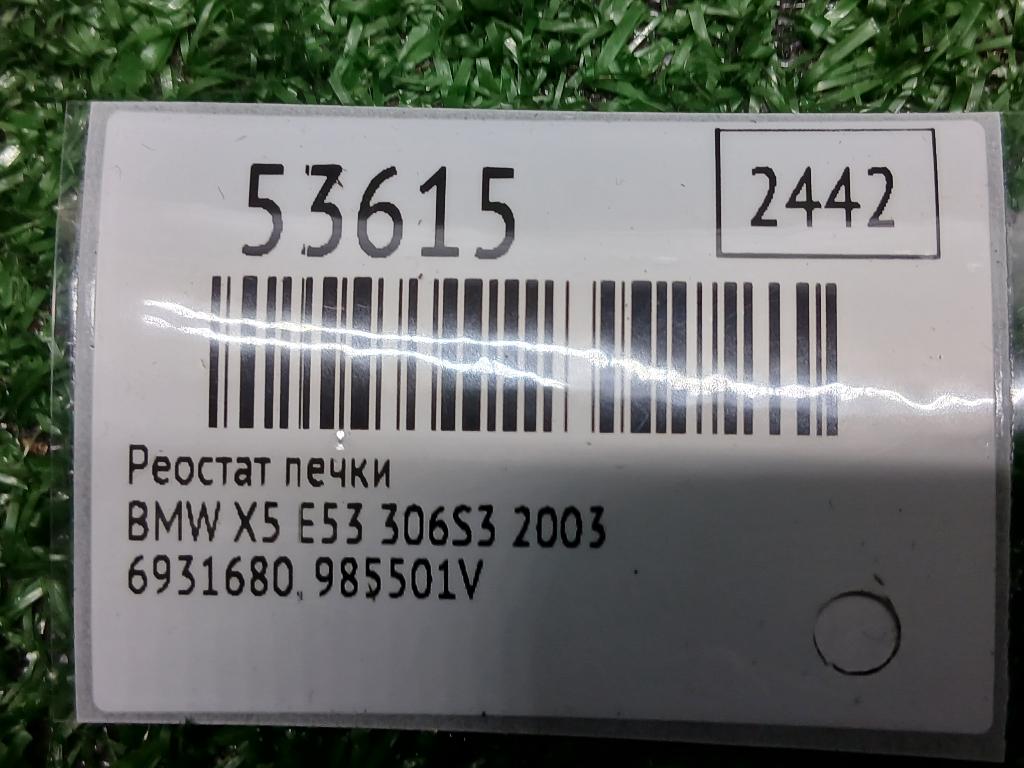 53615
2442
Реостат печки
BMW X5 E53 306S3 2003
6931680, 985501V